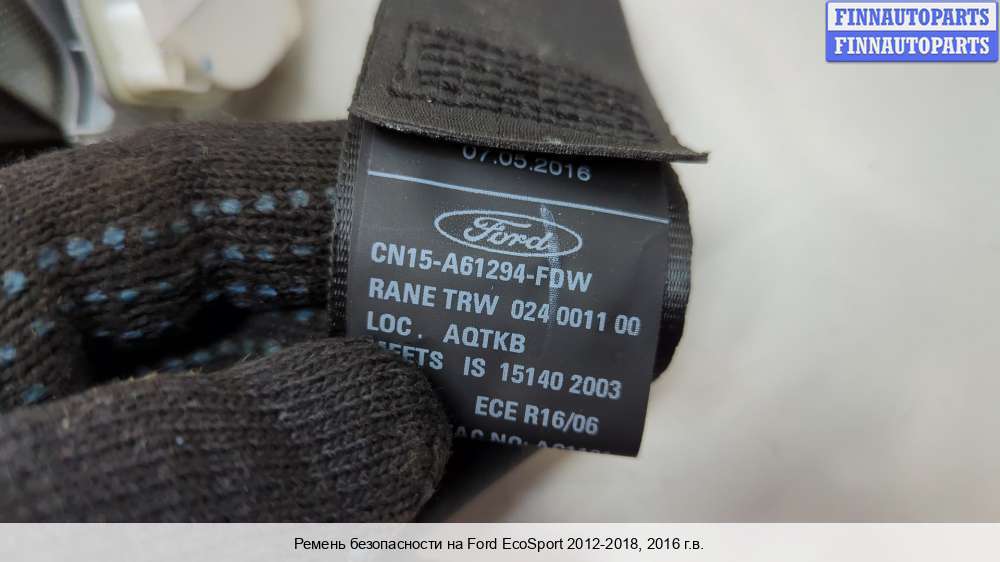 FINNAUTOPARTS
FINNAUTOPARTS
07.05.2016
Ford
CN15-A61294-FDW
RANE TRW 024 0011 00
LOC. AQTKB
MEETS IS 15140 2003
ECE R16/06
Ремень безопасности на Ford EcoSport 2012-2018, 2016 г.в.